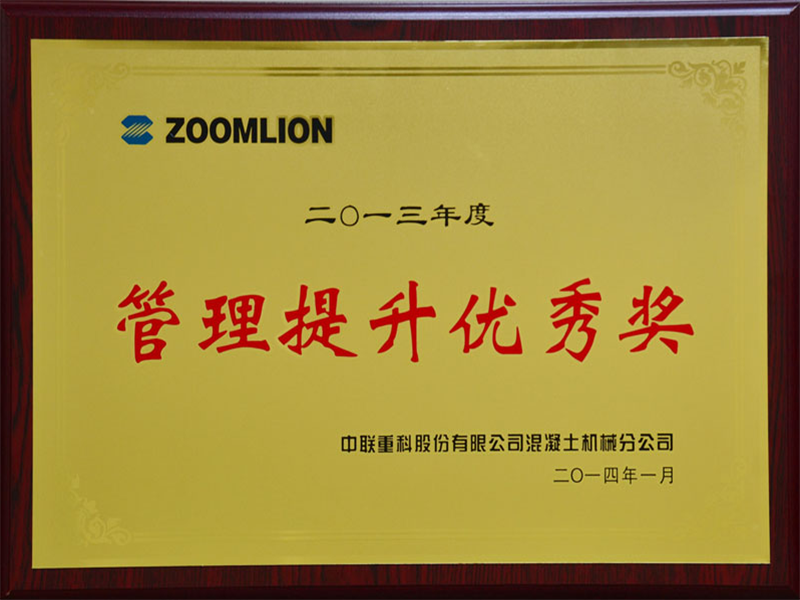 ZOOMLION
二〇一三年度
管理提升优秀奖
中联重科股份有限公司混凝土机械分公司
二〇一四年一月